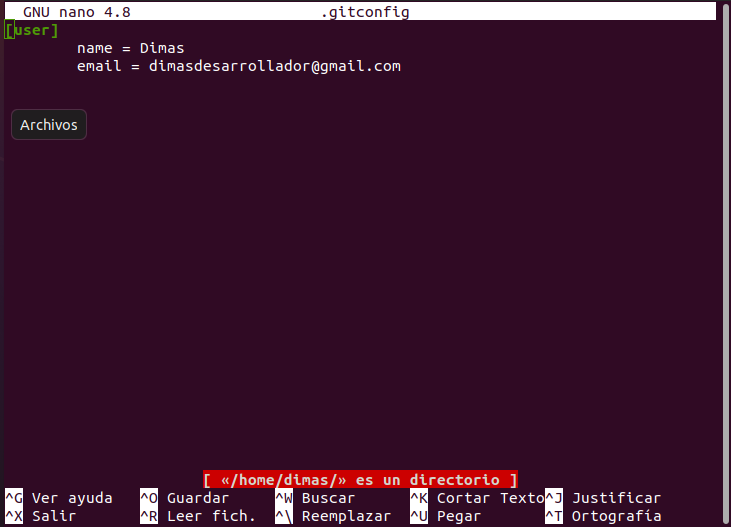 GNU nano 4.8 .gitconfig
[user]
name = Dimas
email = dimasdesarrollador@gmail.com
Archivos
[ «/home/dimas/» es un directorio ]
^G Ver ayuda ^O Guardar ^W Buscar ^K Cortar Texto ^J Justificar
^X Salir ^R Leer fich. ^\ Reemplazar ^U Pegar ^T Ortografia